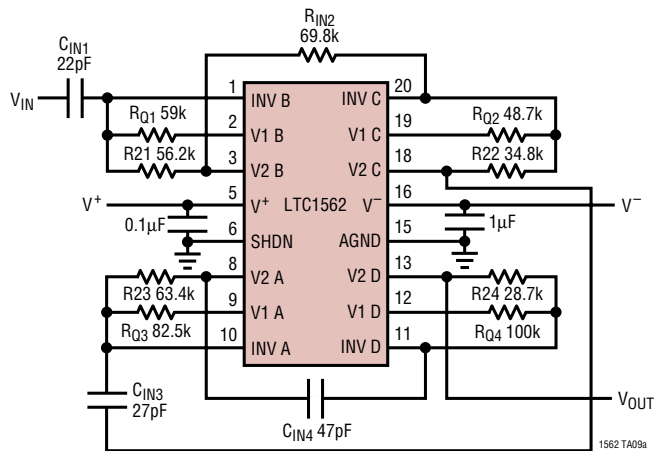 RIN2
69.8k
CIN1
22pF
VIN
1 INV B INV C 20
RQ1 59k 2 V1 B V1 C 19 RQ2 48.7k
R21 56.2k 3 V2 B V2 C 18 R22 34.8k
V+ 5 V+ LTC1562 V− 16 V−
0.1µF 6 SHDN AGND 15 1µF
8 V2 A V2 D 13
R23 63.4k 9 V1 A V1 D 12 R24 28.7k
RQ3 82.5k 10 INV A INV D 11 RQ4 100k
CIN3
27pF
VOUT
CIN4 47pF
1562 TA09a